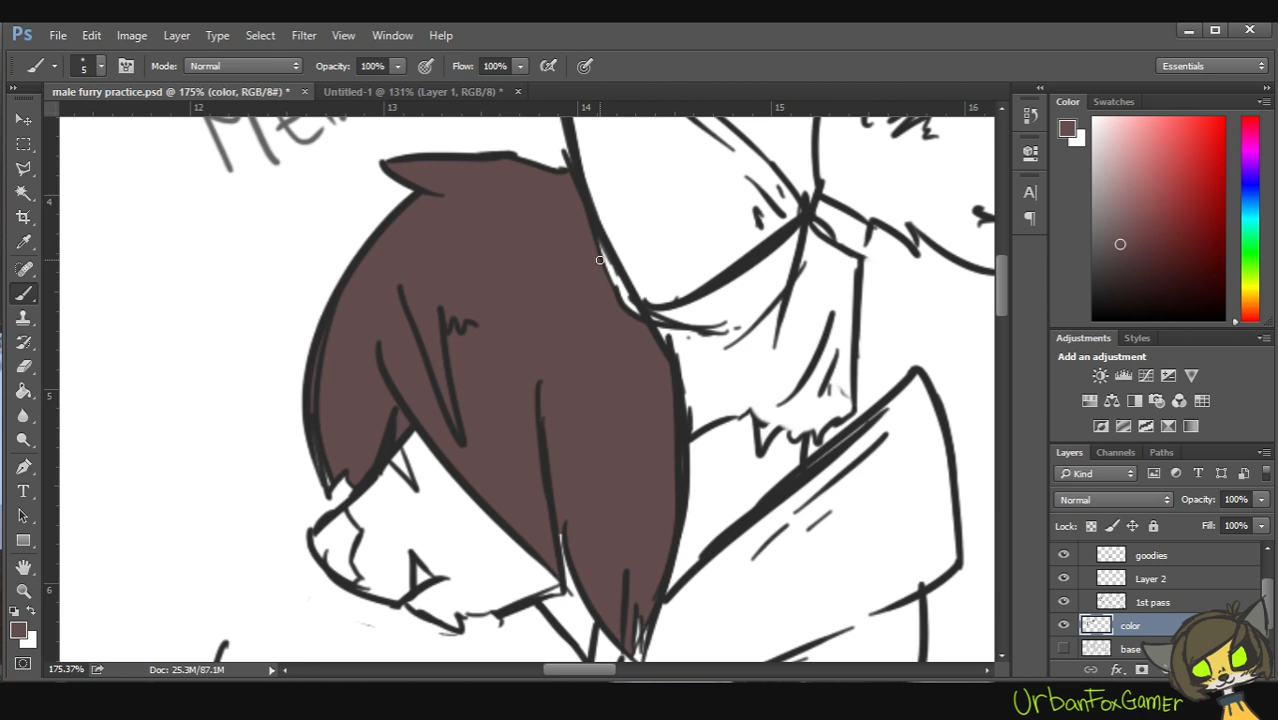 Ps File Edit Image Layer Type Select Filter View Window Help
5 Mode: Normal Opacity: 100% Flow: 100% Essentials
male furry practice.psd @ 175% (color, RGB/8#) * × Untitled-1 @ 131% (Layer 1, RGB/8) * ×
12 13 14 15 16
Color Swatches
4
5
6
Adjustments Styles
Add an adjustment
Layers Channels Paths
Kind
Normal Opacity: 100%
Lock: Fill: 100%
goodies
Layer 2
1st pass
color
base
fx
175.37% Doc: 25.3M/87.1M
UrbanFoxGamer